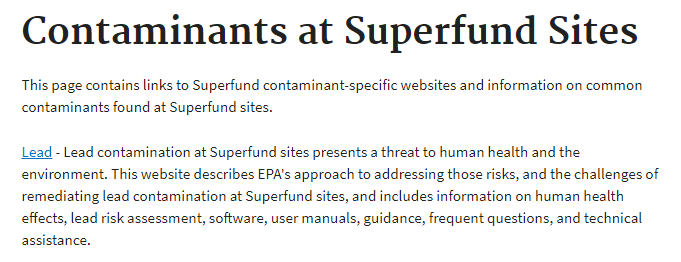 Contaminants at Superfund Sites
This page contains links to Superfund contaminant-specific websites and information on common
contaminants found at Superfund sites.
Lead - Lead contamination at Superfund sites presents a threat to human health and the
environment. This website describes EPA's approach to addressing those risks, and the challenges of
remediating lead contamination at Superfund sites, and includes information on human health
effects, lead risk assessment, software, user manuals, guidance, frequent questions, and technical
assistance.